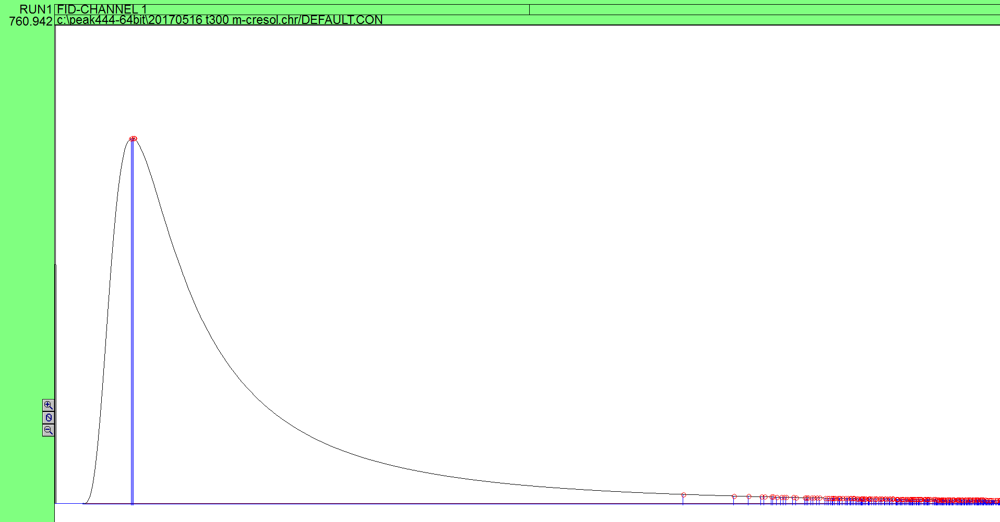 RUN1 FID-CHANNEL 1
760.942 c:\peak444-64bit\20170516 t300 m-cresol.chr/DEFAULT.CON